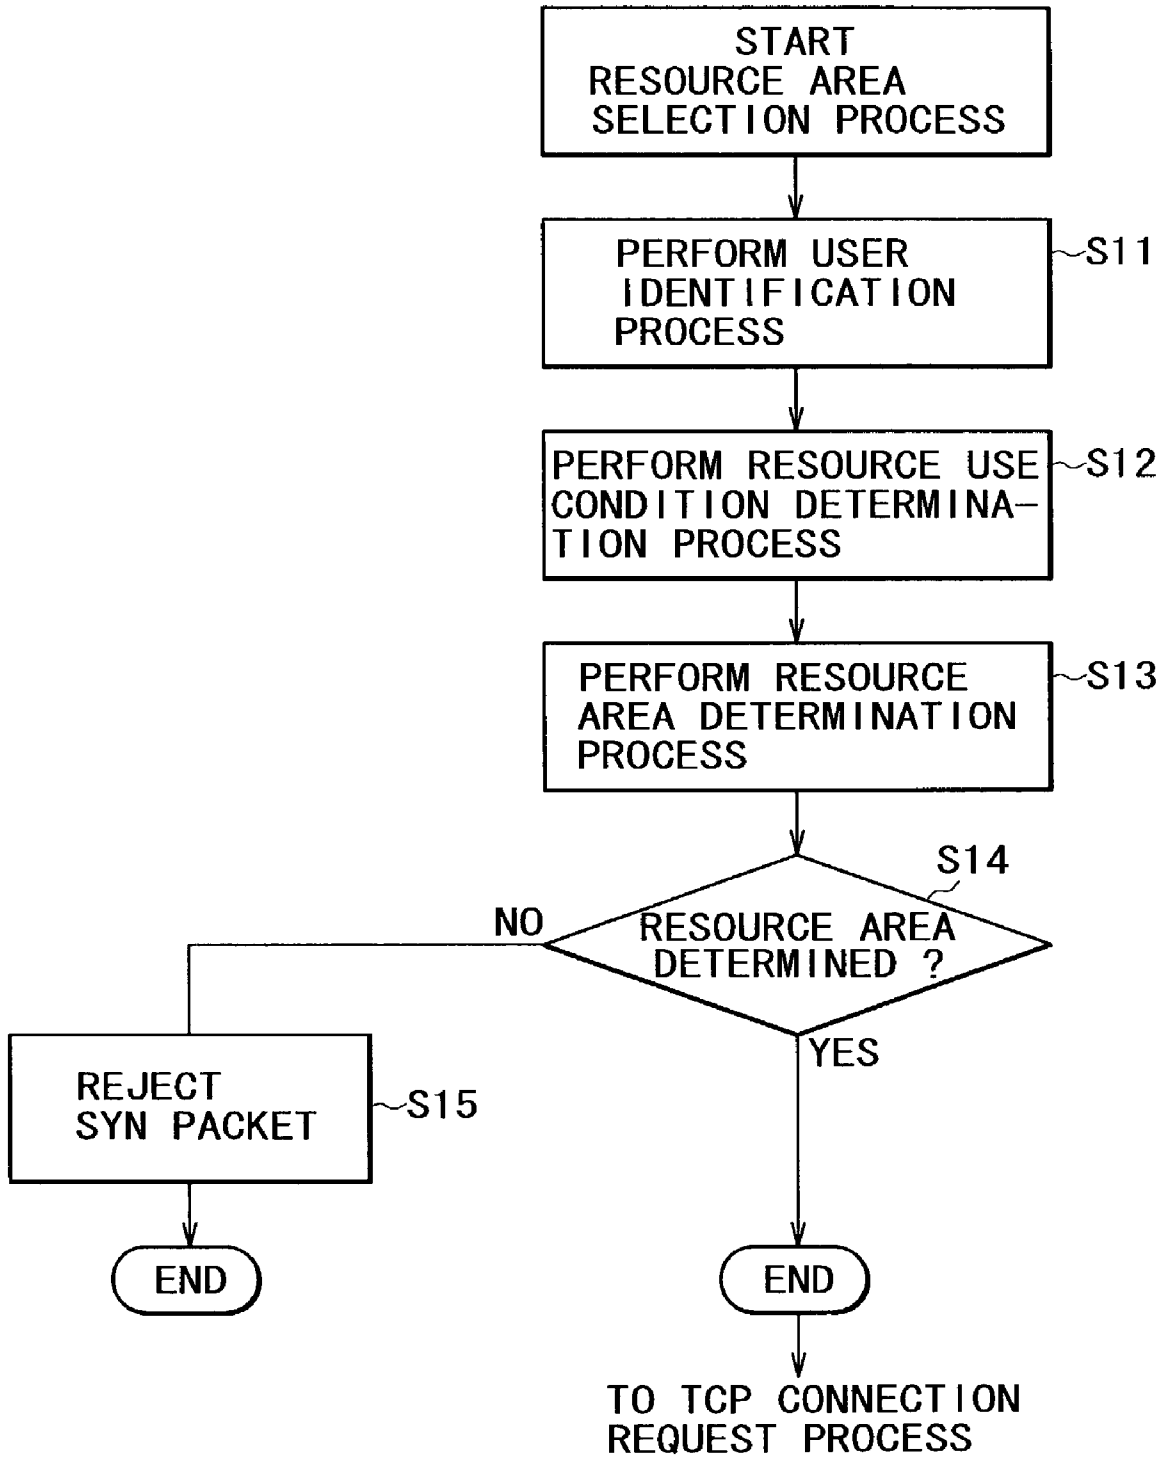 START
RESOURCE AREA
SELECTION PROCESS
PERFORM USER
IDENTIFICATION
PROCESS
S11
PERFORM RESOURCE USE
CONDITION DETERMINA-
TION PROCESS
S12
PERFORM RESOURCE
AREA DETERMINATION
PROCESS
S13
S14
RESOURCE AREA
DETERMINED ?
NO
YES
REJECT
SYN PACKET
S15
END
END
TO TCP CONNECTION
REQUEST PROCESS